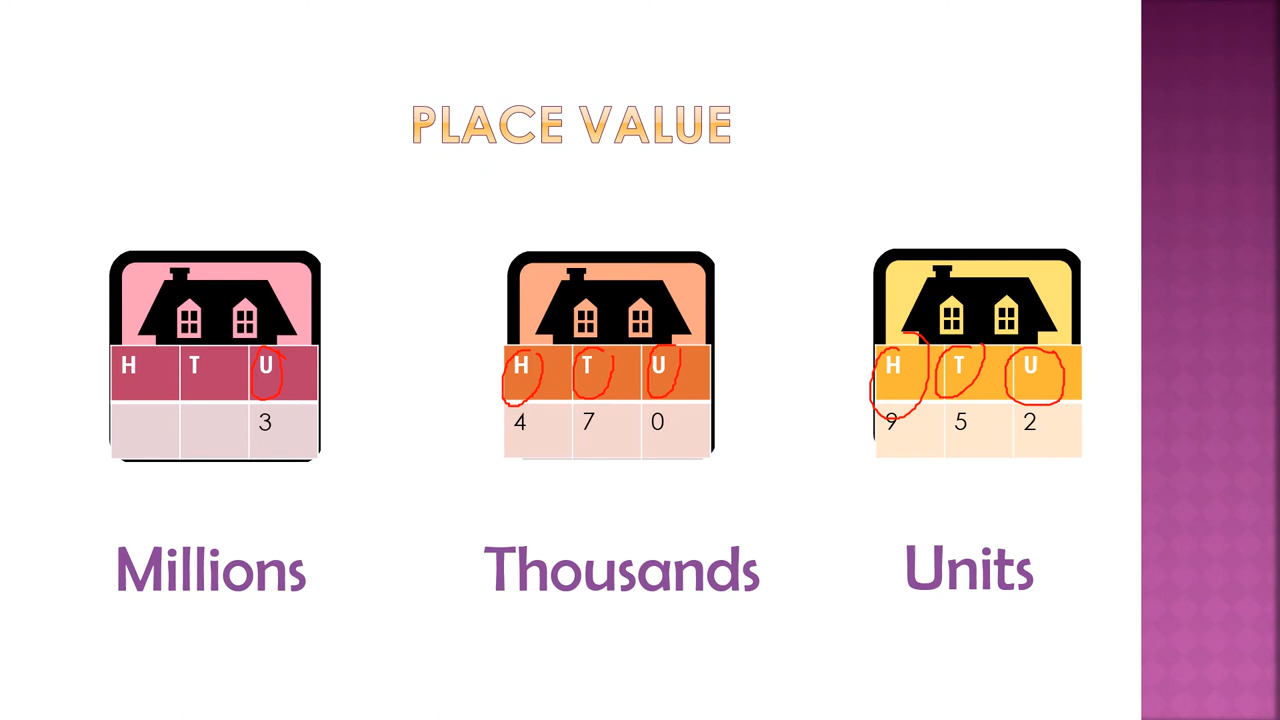 PLACE VALUE
H T U H T U H T U
3 4 7 0 9 5 2
Millions Thousands Units